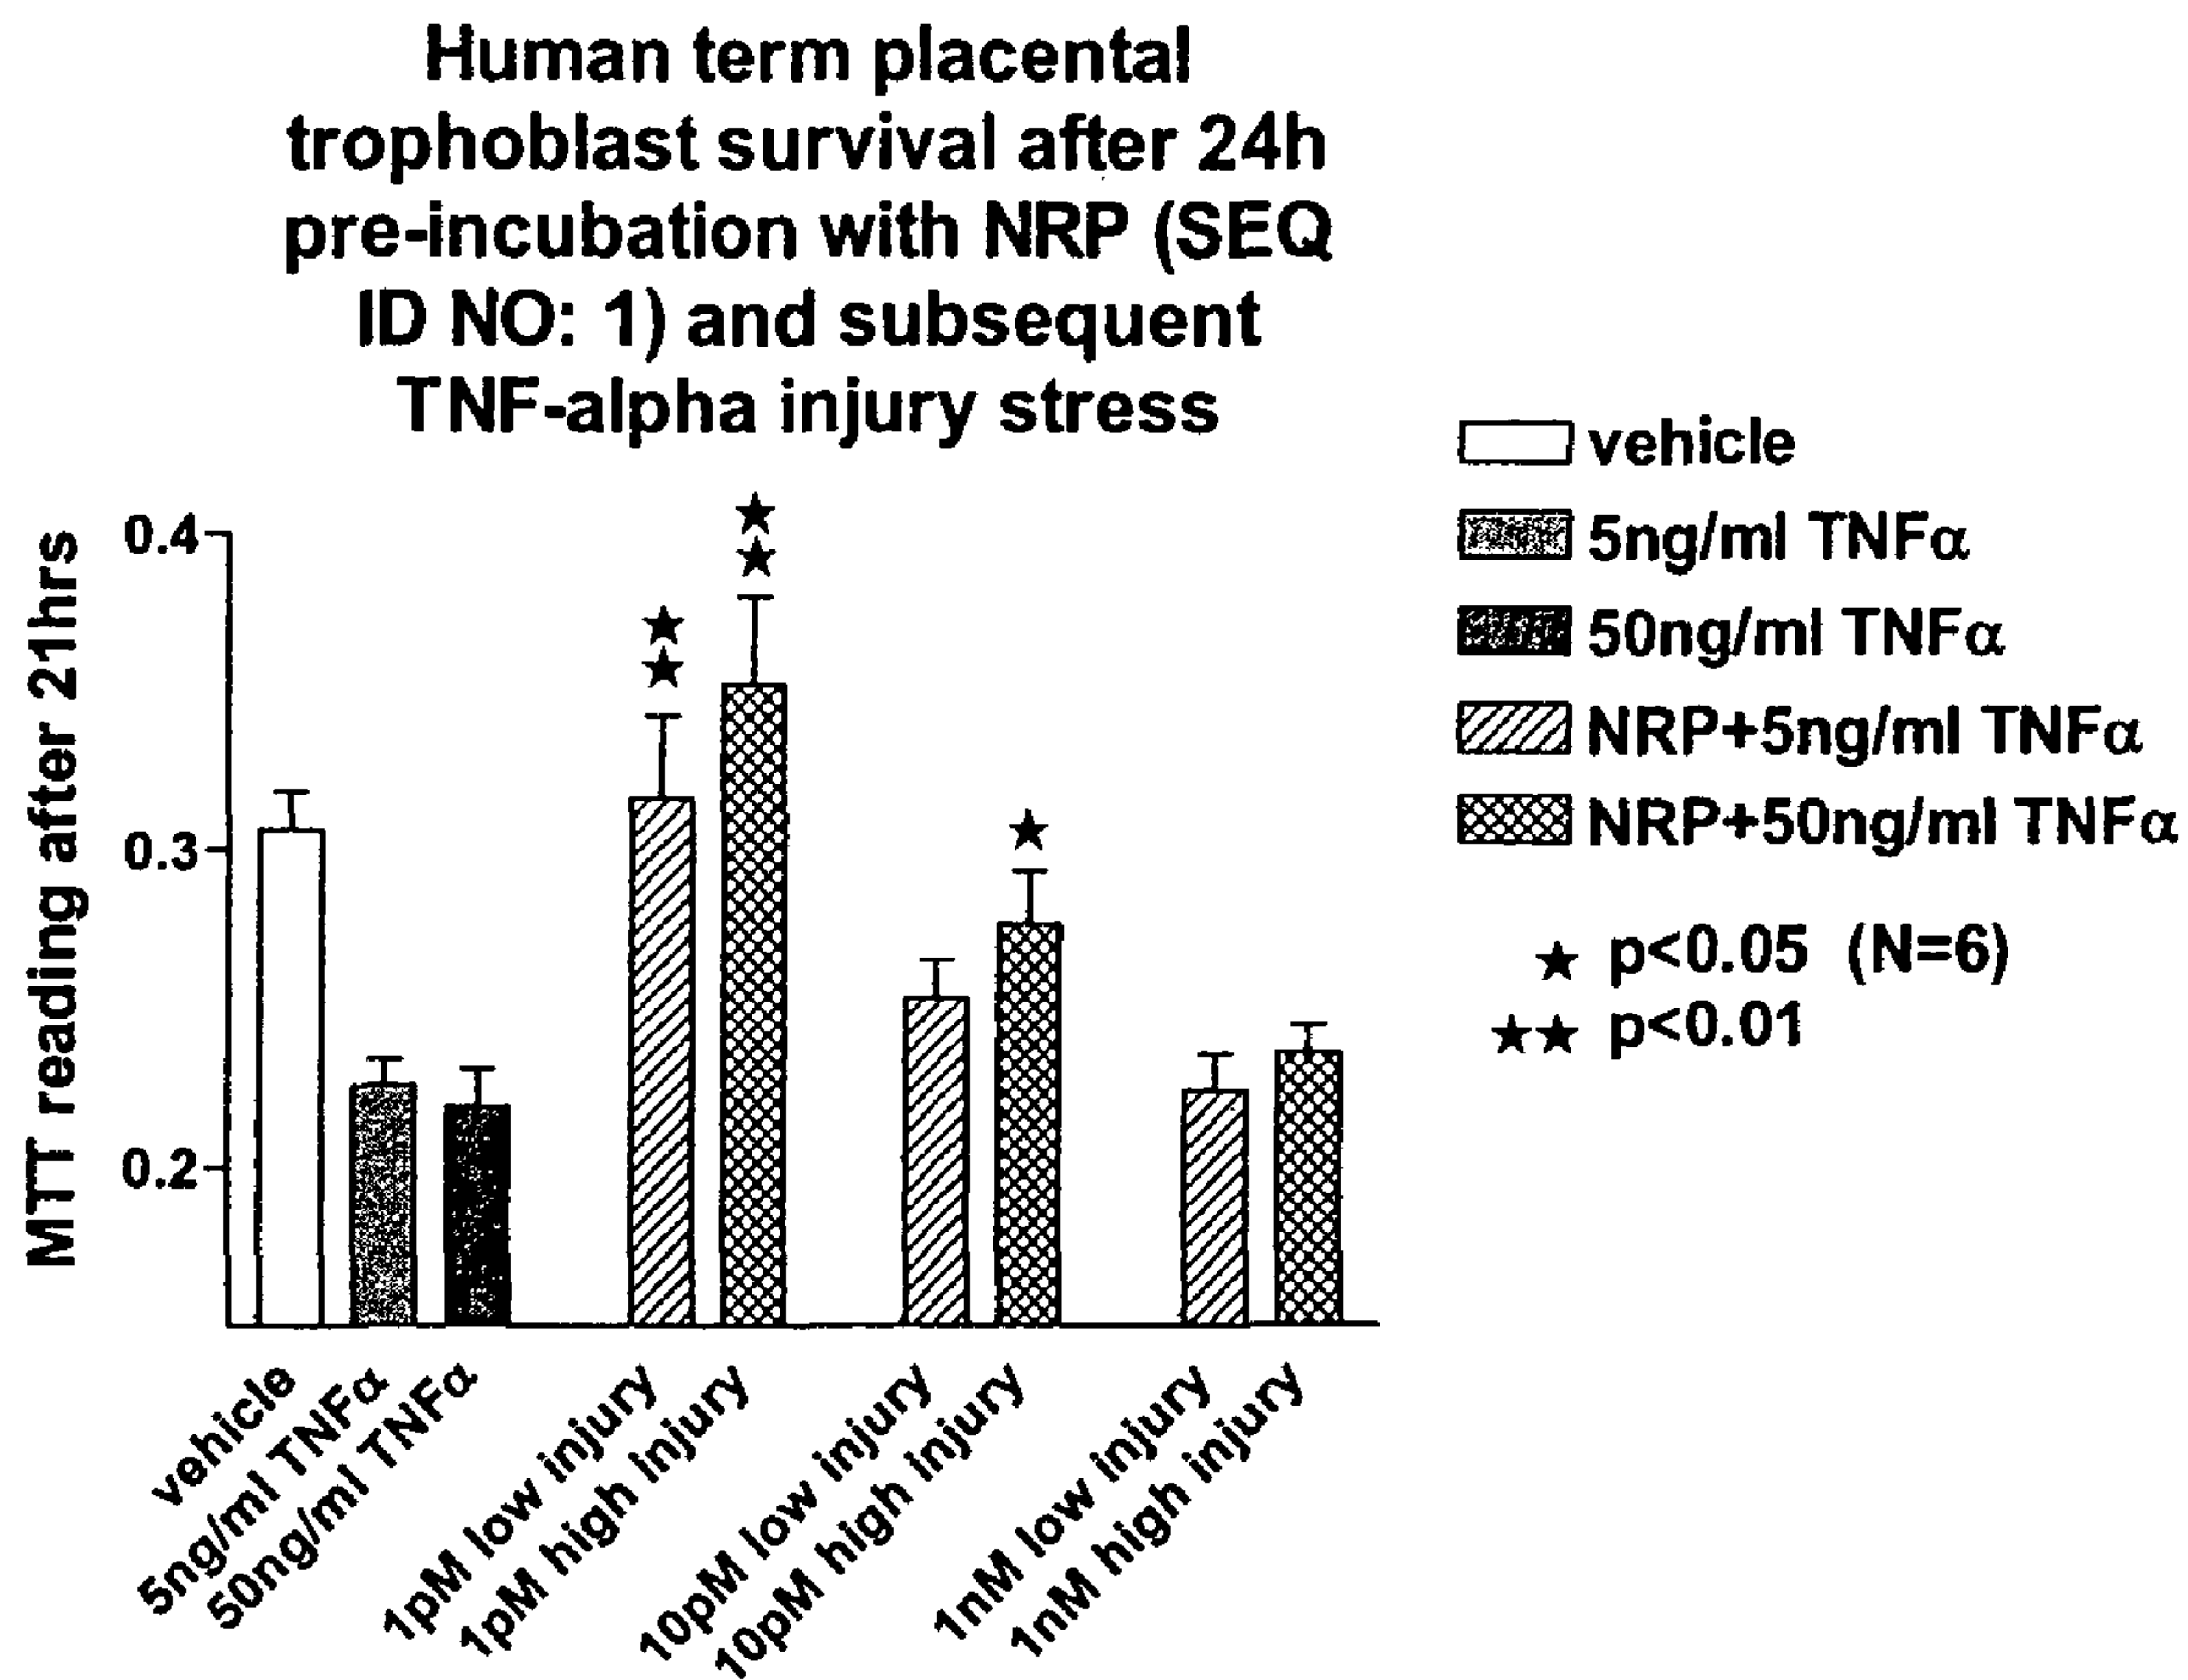 Human term placental
trophoblast survival after 24h
pre-incubation with NRP (SEQ
ID NO: 1) and subsequent
TNF-alpha injury stress
MTT reading after 21hrs
0.4
0.3
0.2
★
★
★
★
★
vehicle
5ng/ml TNFα
50ng/ml TNFα
1pM low injury
1pM high injury
10pM low injury
10pM high injury
1nM low injury
1nM high injury
vehicle
5ng/ml TNFα
50ng/ml TNFα
NRP+5ng/ml TNFα
NRP+50ng/ml TNFα
★ p<0.05 (N=6)
★★ p<0.01